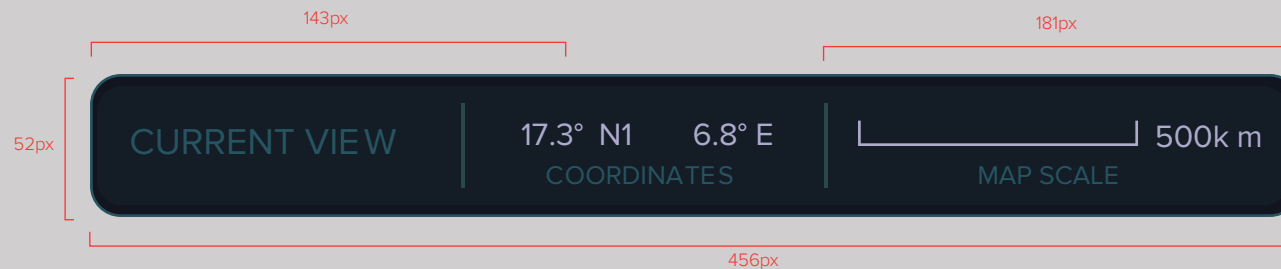 143px
181px
52px
CURRENT VIEW
17.3° N1 6.8° E
COORDINATES
500k m
MAP SCALE
456px